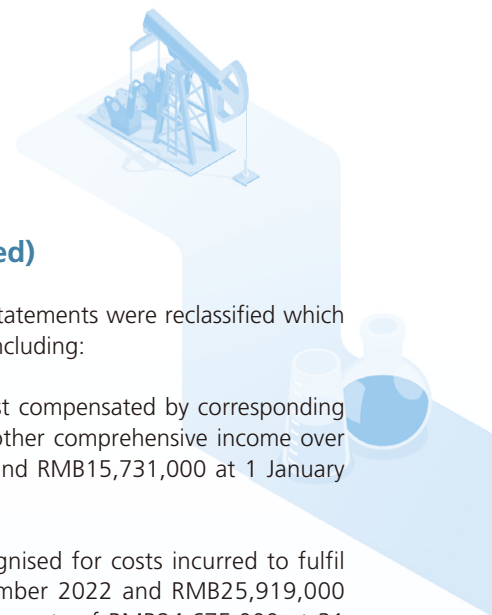 ed)
tatements were reclassified which
ncluding:
st compensated by corresponding
other comprehensive income over
nd RMB15,731,000 at 1 January
gnised for costs incurred to fulfil
mber 2022 and RMB25,919,000